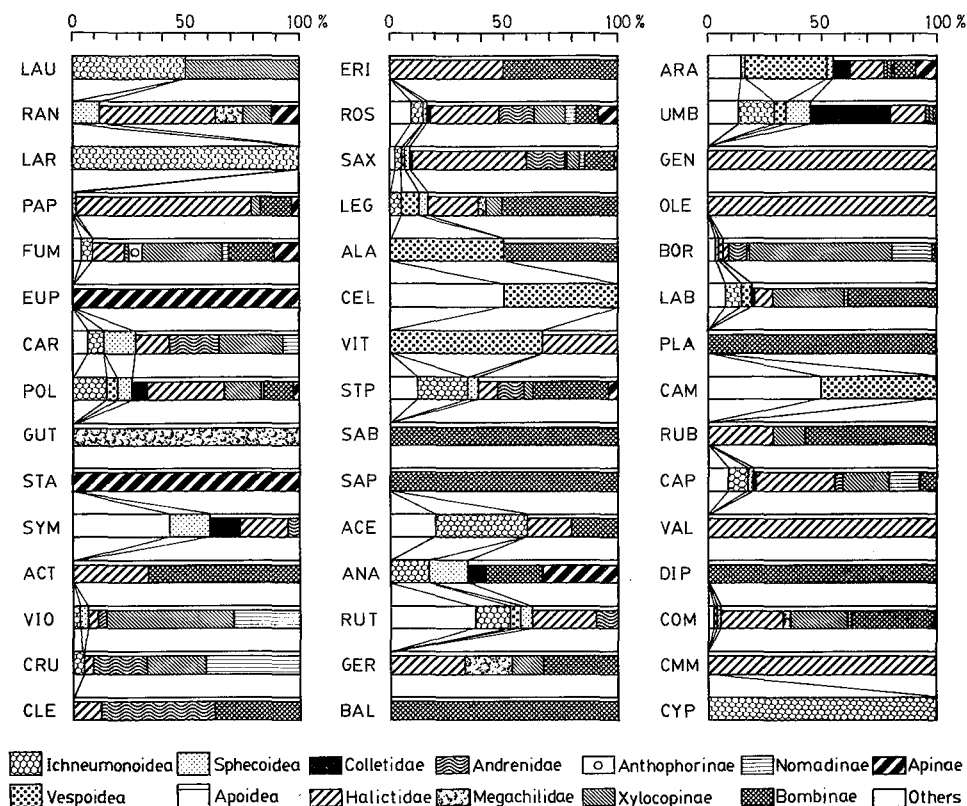 0 50 100 %
0 50 100 %
0 50 100 %
LAU
RAN
LAR
PAP
FUM
EUP
CAR
POL
GUT
STA
SYM
ACT
VIO
CRU
CLE
ERI
ROS
SAX
LEG
ALA
CEL
VIT
STP
SAB
SAP
ACE
ANA
RUT
GER
BAL
ARA
UMB
GEN
OLE
BOR
LAB
PLA
CAM
RUB
CAP
VAL
DIP
COM
CMM
CYP
Ichneumonoidea Sphecoidea Colletidae Andrenidae Anthophorinae Nomadinae Apinae
Vespoidea Apoidea Halictidae Megachilidae Xylocopinae Bombinae Others